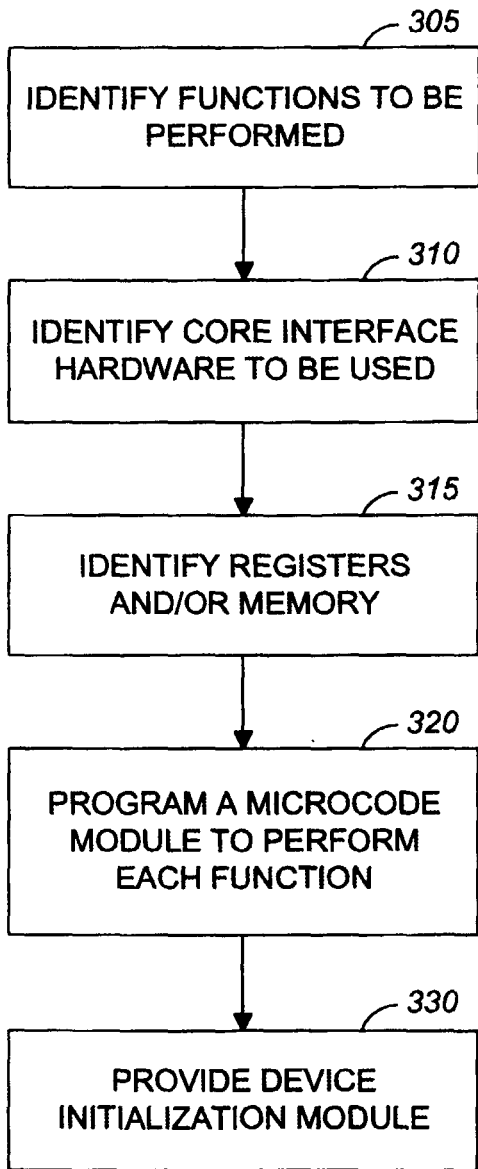 305
IDENTIFY FUNCTIONS TO BE
PERFORMED
310
IDENTIFY CORE INTERFACE
HARDWARE TO BE USED
315
IDENTIFY REGISTERS
AND/OR MEMORY
320
PROGRAM A MICROCODE
MODULE TO PERFORM
EACH FUNCTION
330
PROVIDE DEVICE
INITIALIZATION MODULE